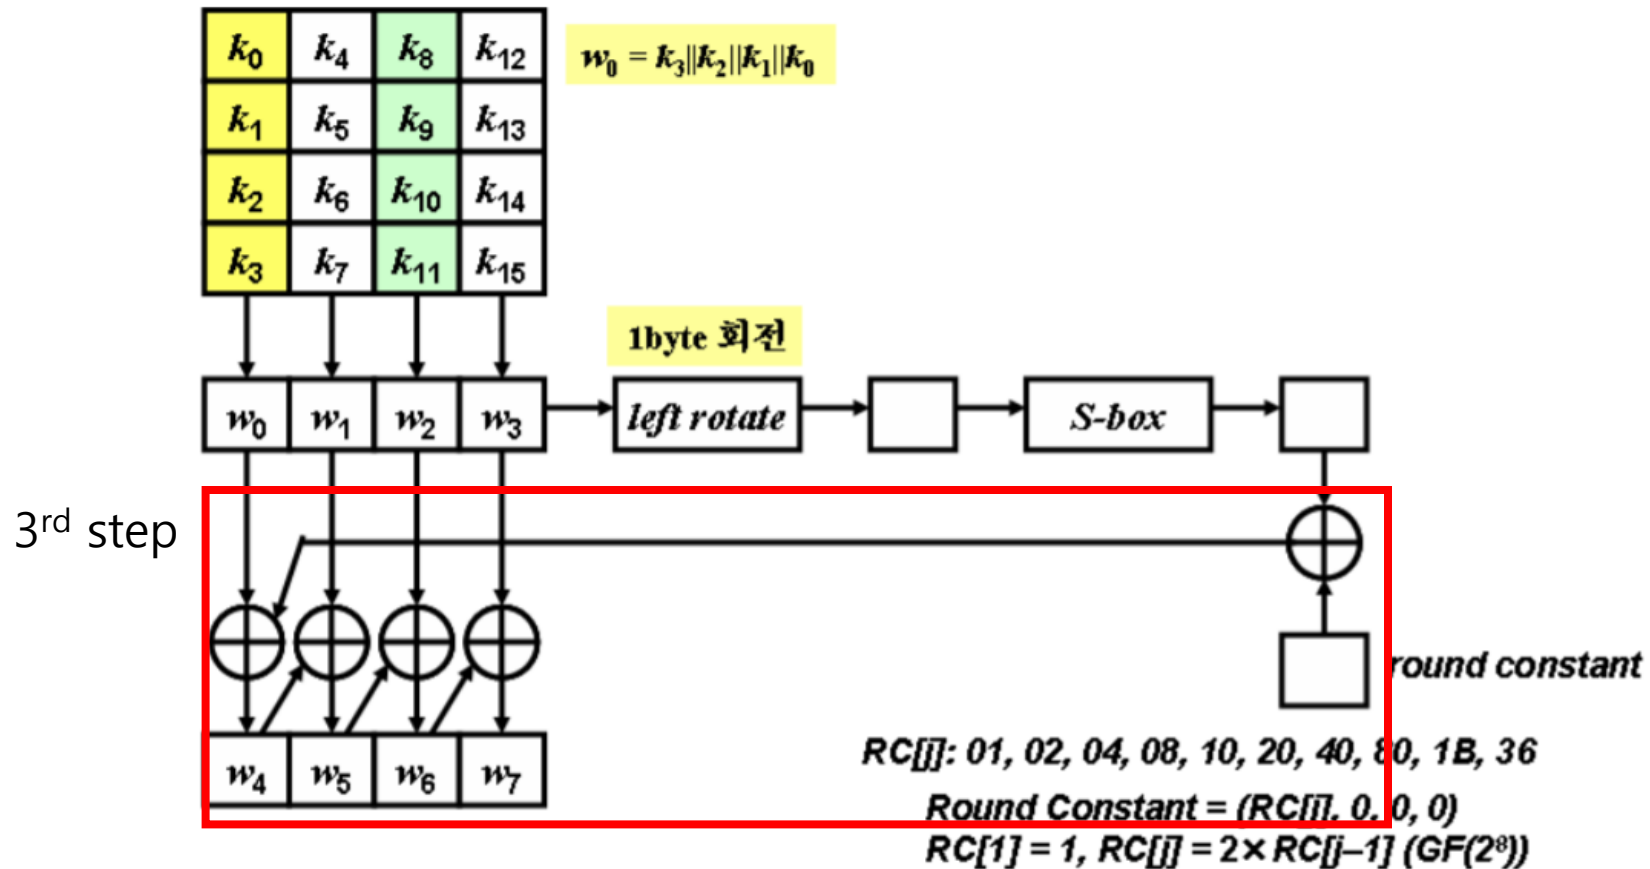 k0 k4 k8 k12
w0 = k3||k2||k1||k0
k1 k5 k9 k13
k2 k6 k10 k14
k3 k7 k11 k15
1byte 회전
w0 w1 w2 w3 left rotate S-box
3rd step
round constant
RC[j]: 01, 02, 04, 08, 10, 20, 40, 80, 1B, 36
w4 w5 w6 w7
Round Constant = (RC[j], 0, 0, 0)
RC[1] = 1, RC[j] = 2×RC[j–1] (GF(2⁸))